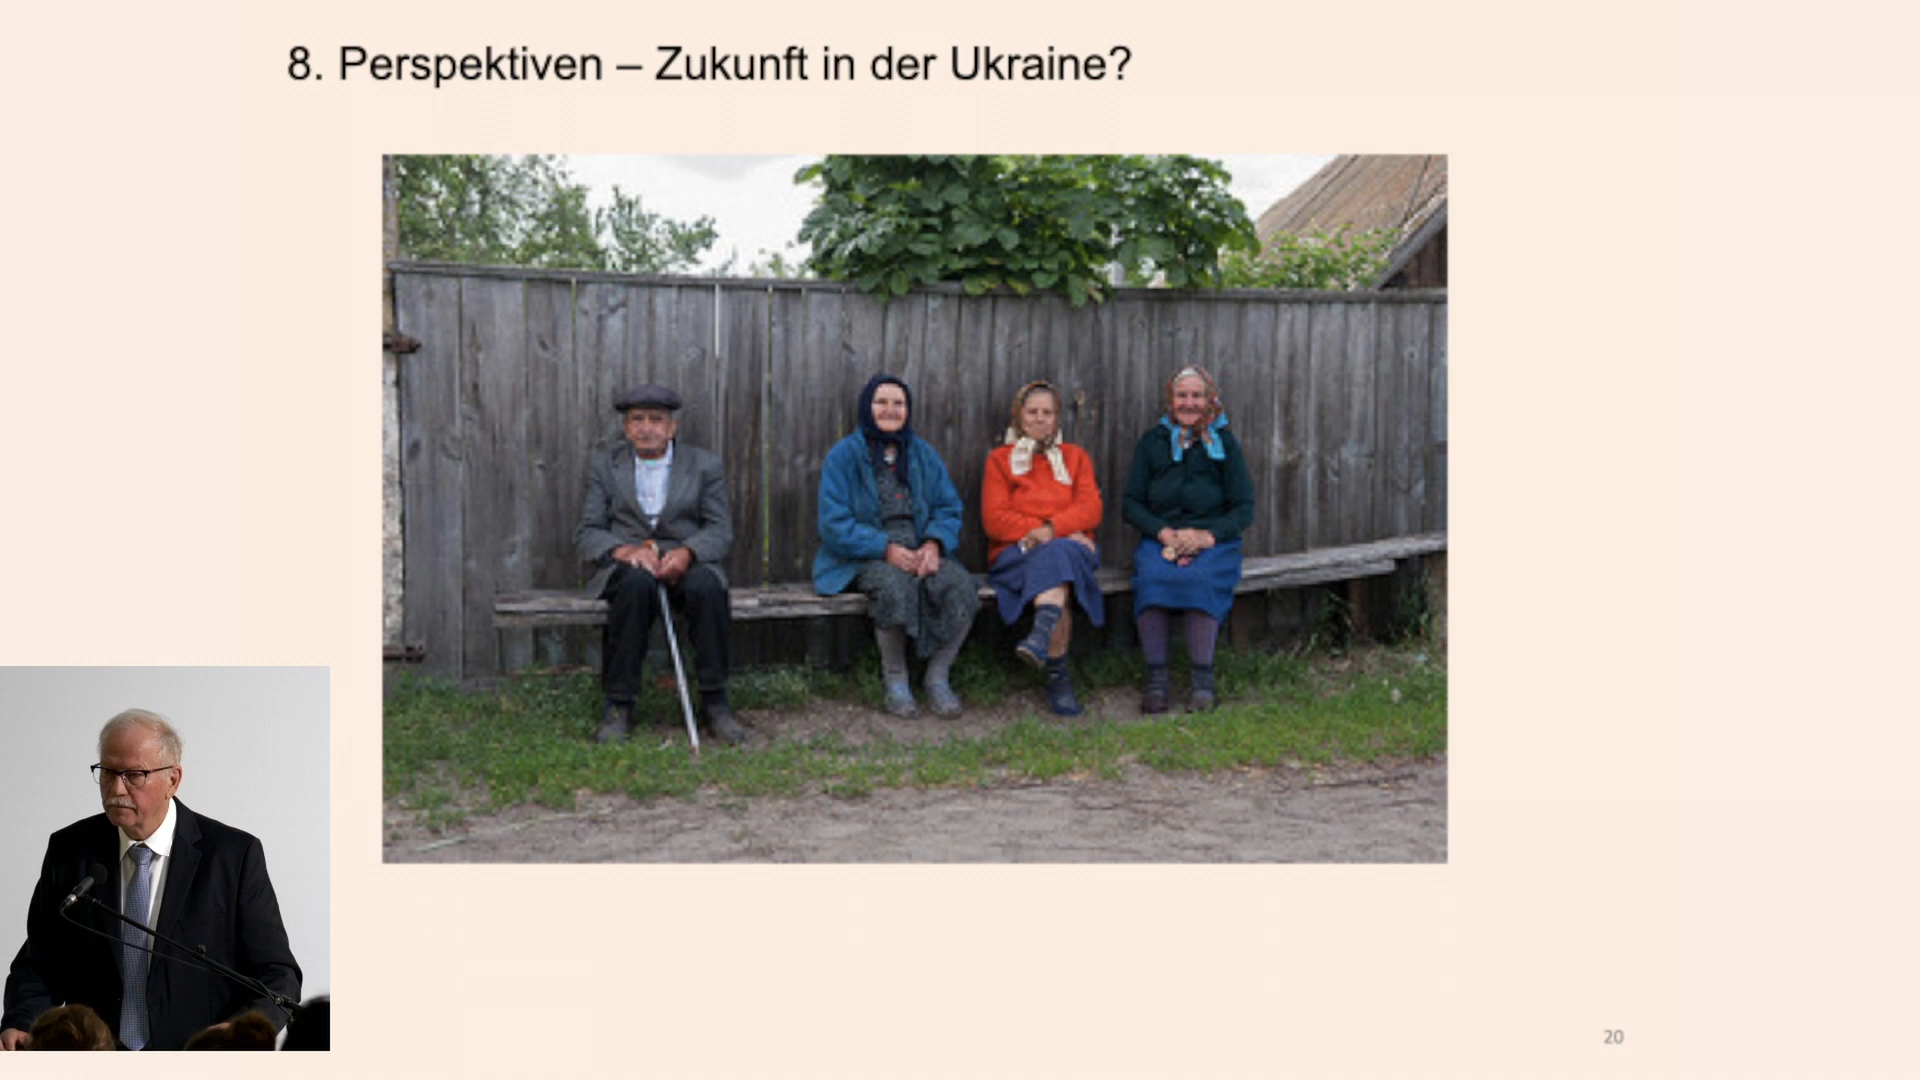 8. Perspektiven – Zukunft in der Ukraine?
20